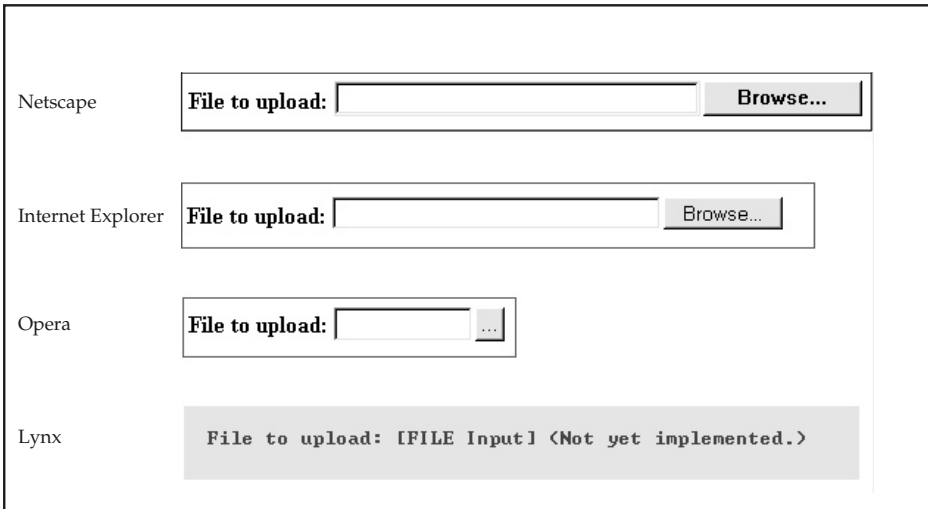 Netscape File to upload: Browse...
Internet Explorer File to upload: Browse...
Opera File to upload: ...
Lynx File to upload: [FILE Input] (Not yet implemented.)